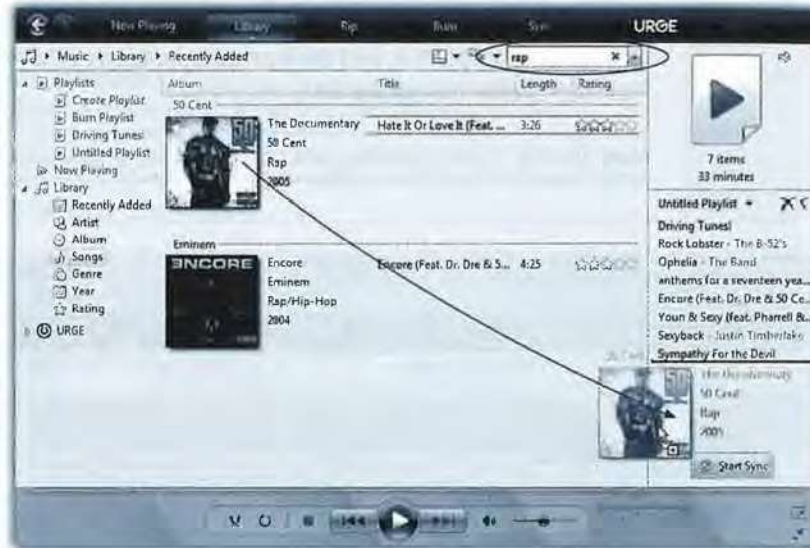 Now Playing Library Rip Burn Sync URGE
Music Library Recently Added
rap
Playlists
Create Playlist
Burn Playlist
Driving Tunes!
Untitled Playlist
Now Playing
Library
Recently Added
Artist
Album
Songs
Genre
Year
Rating
URGE
Album Title Length Rating
50 Cent
The Documentary Hate It Or Love It (Feat. ... 3:26
50 Cent
Rap
2005
Eminem
Encore Encore (Feat. Dr. Dre & 5... 4:25
Eminem
Rap/Hip-Hop
2004
50
ENCORE
7 items
33 minutes
Untitled Playlist
Driving Tunes!
Rock Lobster - The B-52's
Ophelia - The Band
anthems for a seventeen yea...
Encore (Feat. Dr. Dre & 50 Ce...
Youn & Sexy (feat. Pharrell &...
Sexyback - Justin Timberlake
Sympathy For the Devil
The Documentary
50 Cent
Rap
2005
50
Start Sync